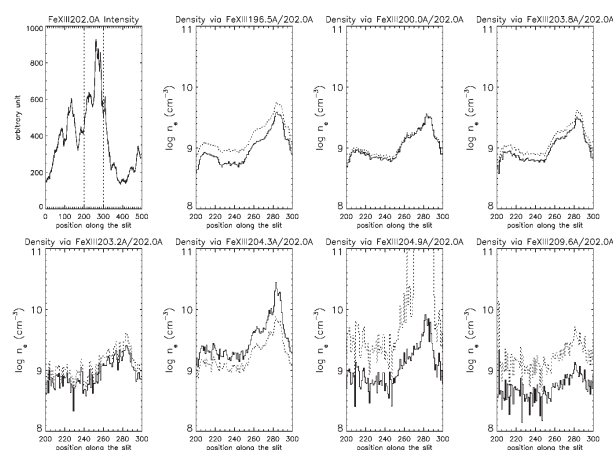 FeXIII202.0A Intensity
arbitrary unit
1000
800
600
400
200
0
0 100 200 300 400 500
position along the slit
Density via FeXIII196.5A/202.0A
log n_e (cm^-3)
11
10
9
8
200 220 240 260 280 300
position along the slit
Density via FeXIII200.0A/202.0A
log n_e (cm^-3)
11
10
9
8
200 220 240 260 280 300
position along the slit
Density via FeXIII203.8A/202.0A
log n_e (cm^-3)
11
10
9
8
200 220 240 260 280 300
position along the slit
Density via FeXIII203.2A/202.0A
log n_e (cm^-3)
11
10
9
8
200 220 240 260 280 300
position along the slit
Density via FeXIII204.3A/202.0A
log n_e (cm^-3)
11
10
9
8
200 220 240 260 280 300
position along the slit
Density via FeXIII204.9A/202.0A
log n_e (cm^-3)
11
10
9
8
200 220 240 260 280 300
position along the slit
Density via FeXIII209.6A/202.0A
log n_e (cm^-3)
11
10
9
8
200 220 240 260 280 300
position along the slit